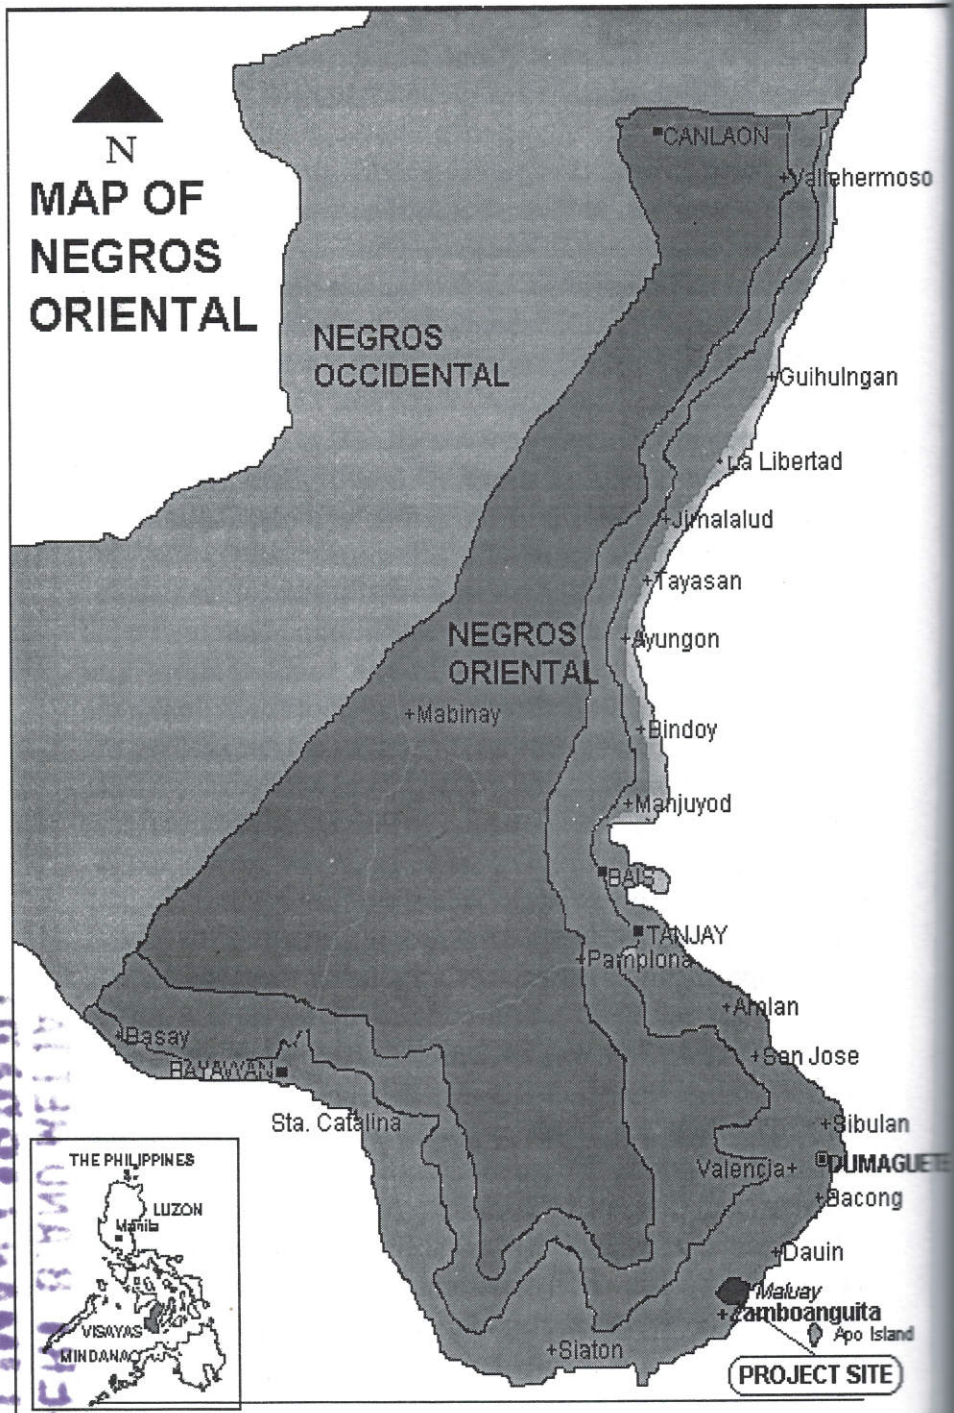 N
MAP OF
NEGROS
ORIENTAL
CANLAON
Vallehermoso
NEGROS
OCCIDENTAL
Guihulngan
La Libertad
Jimalalud
Tayasan
NEGROS
ORIENTAL
Ayungon
Mabinay
Bindoy
Manjuyod
BAIS
TANJAY
Pamplona
Amlan
Basay
San Jose
BAYAWAN
Sta. Catalina
Sibulan
Valencia
DUMAGUETE
Bacong
Dauin
Maluay
Zamboanguita
Apo Island
Siaton
PROJECT SITE
THE PHILIPPINES
LUZON
Manila
VISAYAS
MINDANAO